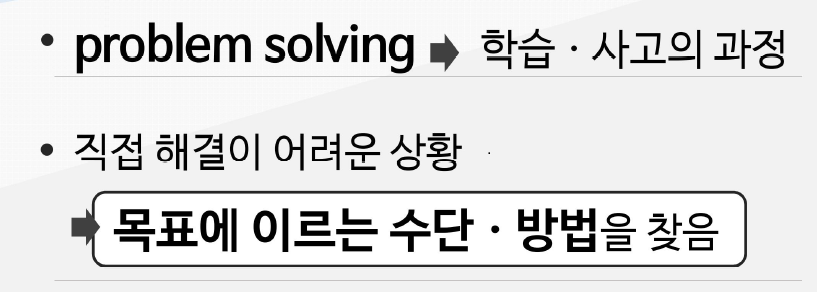 • problem solving ➡ 학습 · 사고의 과정
• 직접 해결이 어려운 상황
➡ 목표에 이르는 수단 · 방법을 찾음